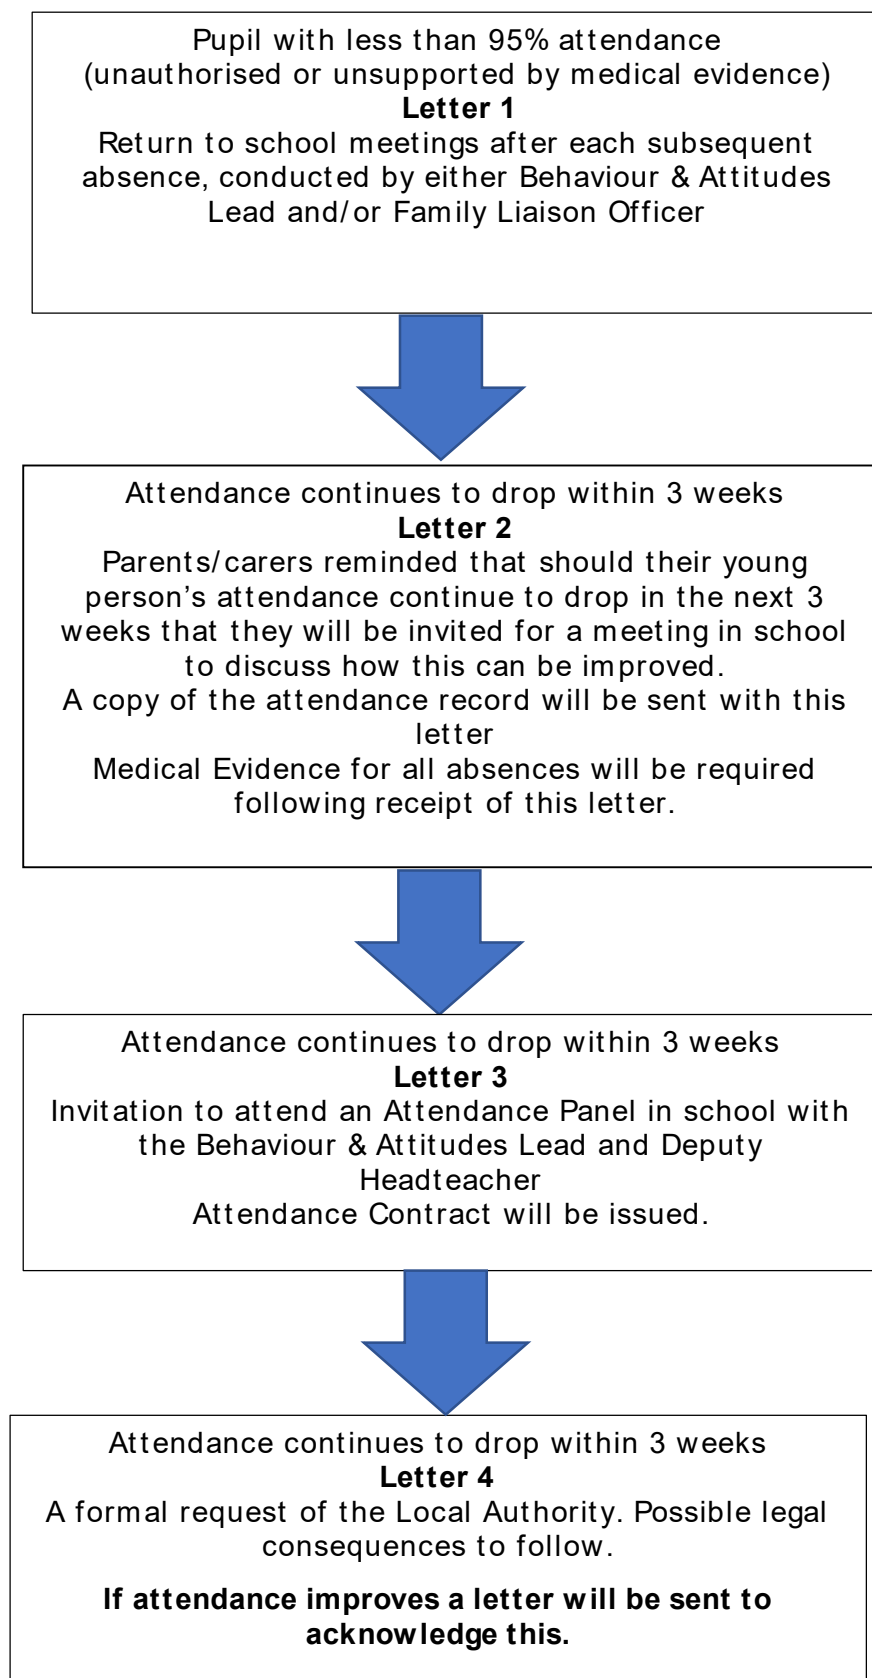 Pupil with less than 95% attendance
(unauthorised or unsupported by medical evidence)
Letter 1
Return to school meetings after each subsequent
absence, conducted by either Behaviour & Attitudes
Lead and/or Family Liaison Officer
Attendance continues to drop within 3 weeks
Letter 2
Parents/carers reminded that should their young
person’s attendance continue to drop in the next 3
weeks that they will be invited for a meeting in school
to discuss how this can be improved.
A copy of the attendance record will be sent with this
letter
Medical Evidence for all absences will be required
following receipt of this letter.
Attendance continues to drop within 3 weeks
Letter 3
Invitation to attend an Attendance Panel in school with
the Behaviour & Attitudes Lead and Deputy
Headteacher
Attendance Contract will be issued.
Attendance continues to drop within 3 weeks
Letter 4
A formal request of the Local Authority. Possible legal
consequences to follow.
If attendance improves a letter will be sent to
acknowledge this.